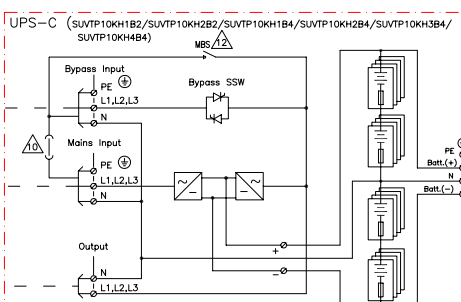 UPS-C (SUVTP10KH1B2/SUVTP10KH2B2/SUVTP10KH1B4/SUVTP10KH2B4/SUVTP10KH3B4/
SUVTP10KH4B4)
MBS 12
Bypass Input
PE
L1,L2,L3
N
Bypass SSW
10
Mains Input
PE
L1,L2,L3
N
PE
Batt.(+)
N
Batt.(-)
Output
N
L1,L2,L3
+
-